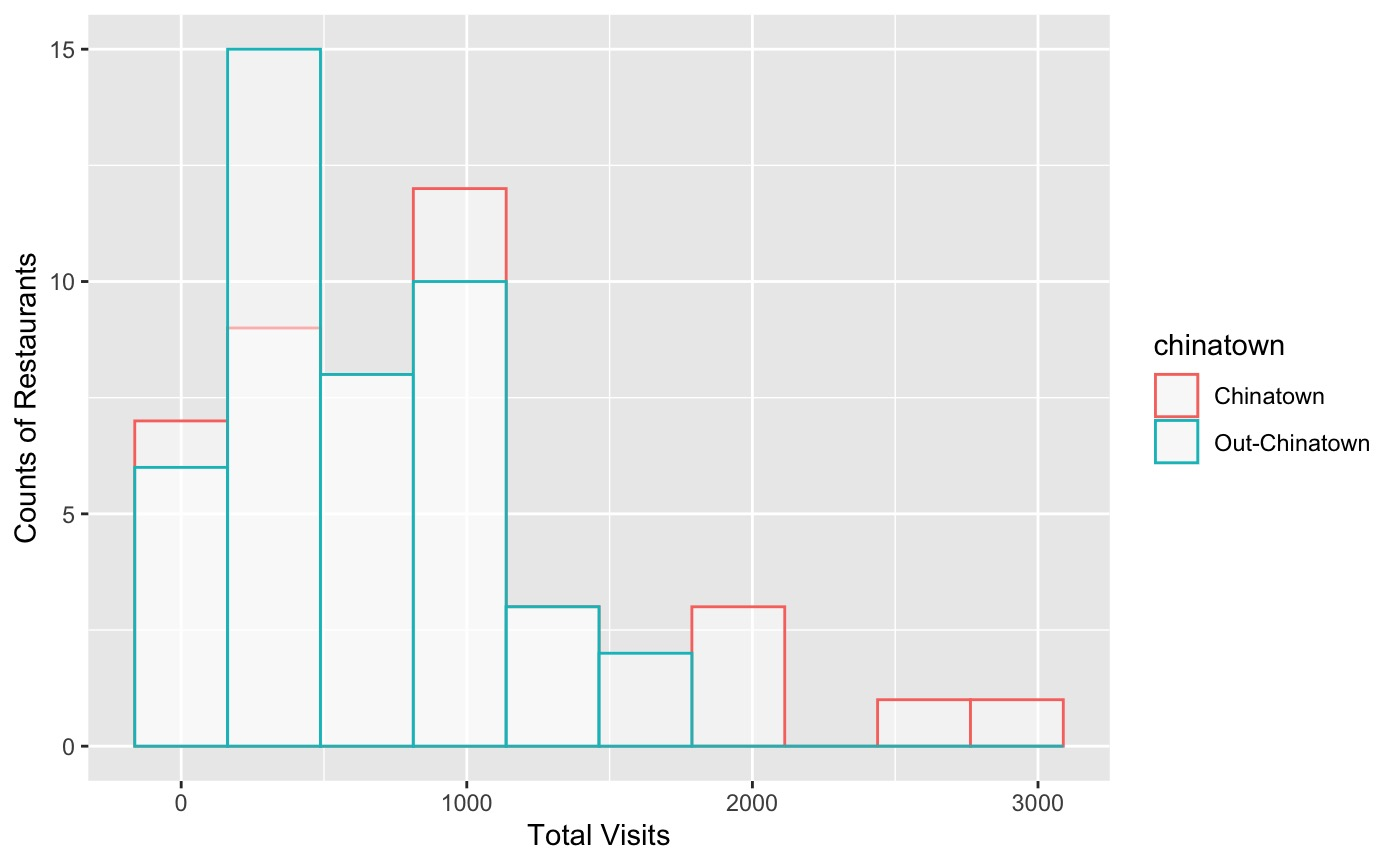 15
10
5
0
0 1000 2000 3000
Total Visits
Counts of Restaurants
chinatown
Chinatown
Out-Chinatown